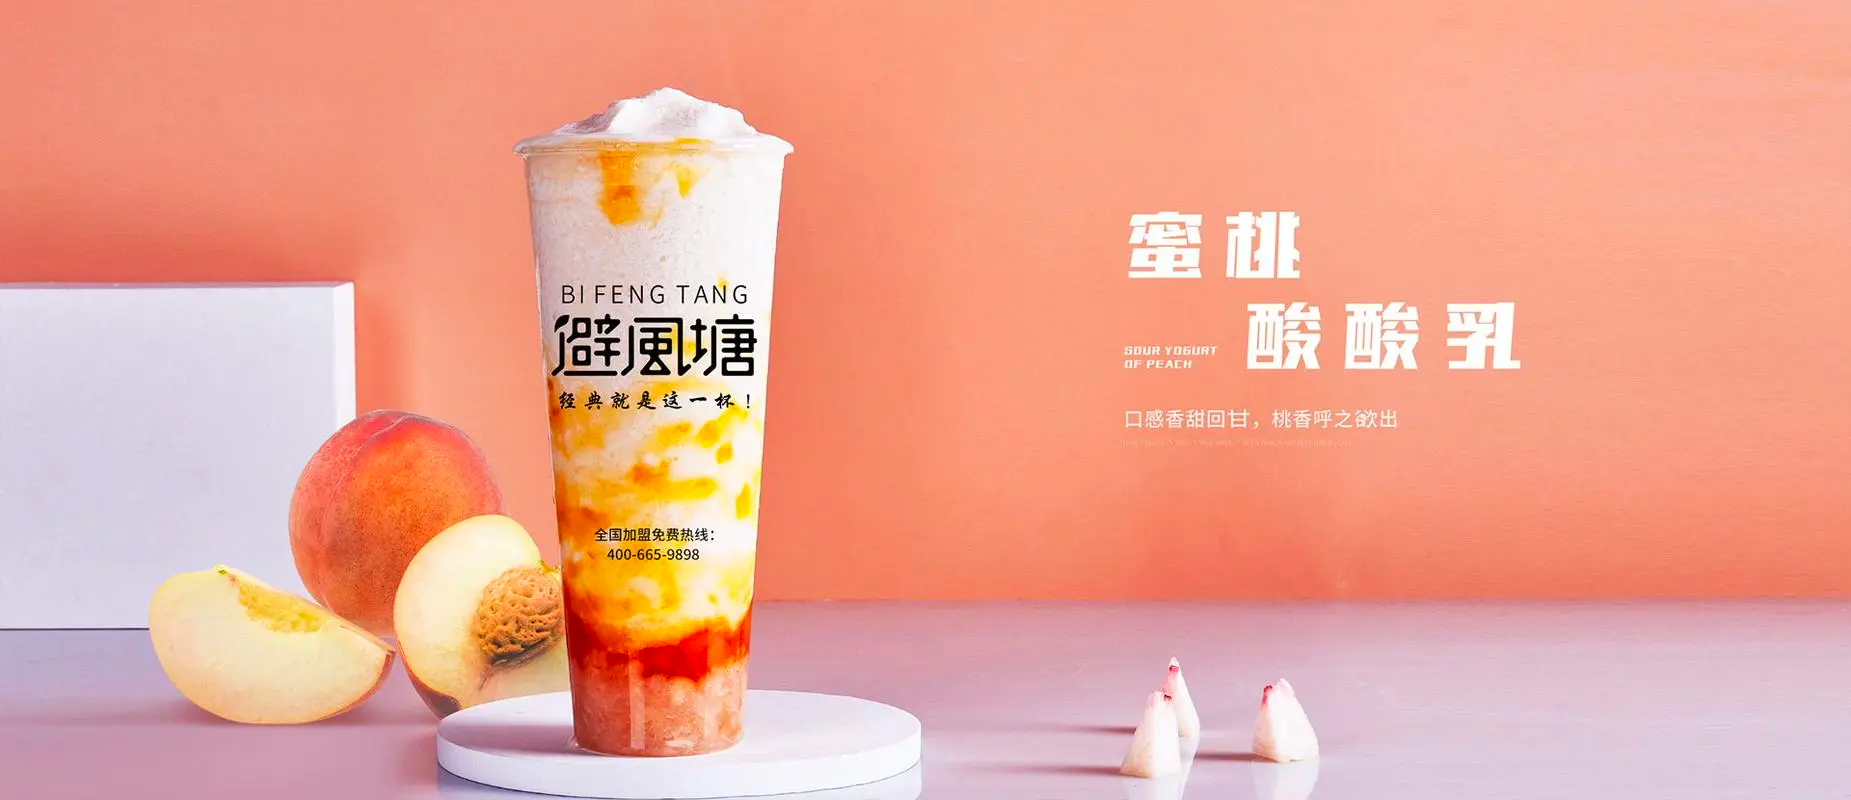 BI FENG TANG
避風塘
经典就是这一杯！
全国加盟免费热线：
400-665-9898
蜜桃
酸酸乳
SOUR YOGURT
OF PEACH
口感香甜回甘，桃香呼之欲出